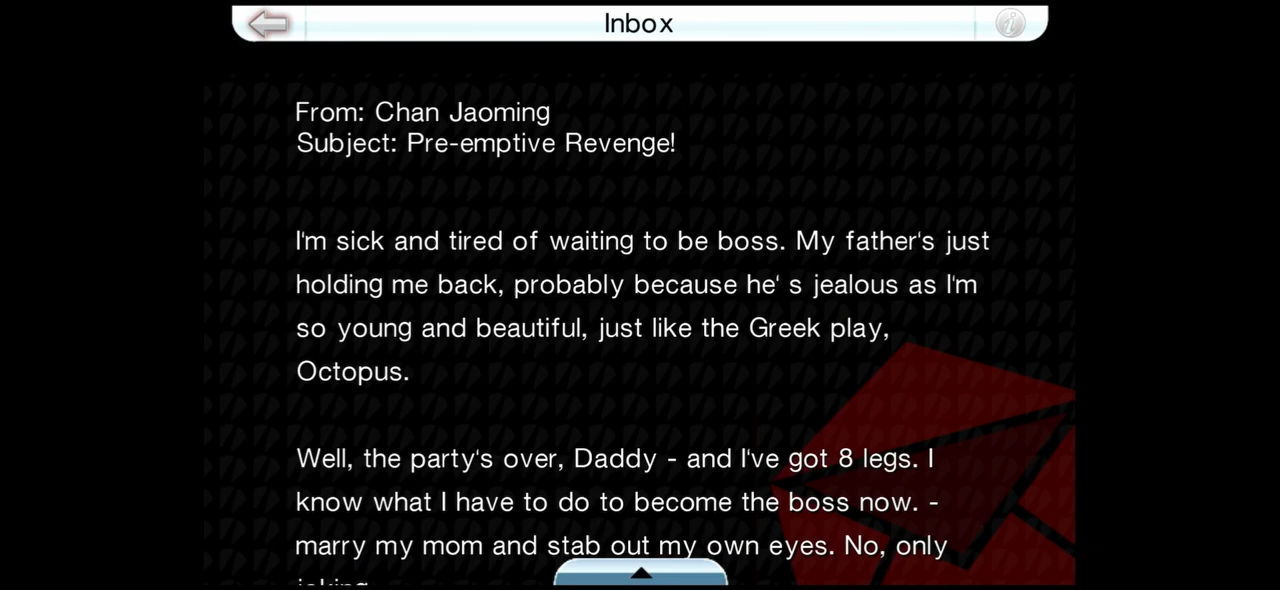 Inbox
From: Chan Jaoming
Subject: Pre-emptive Revenge!
I'm sick and tired of waiting to be boss. My father's just
holding me back, probably because he' s jealous as I'm
so young and beautiful, just like the Greek play,
Octopus.
Well, the party's over, Daddy - and I've got 8 legs. I
know what I have to do to become the boss now. -
marry my mom and stab out my own eyes. No, only